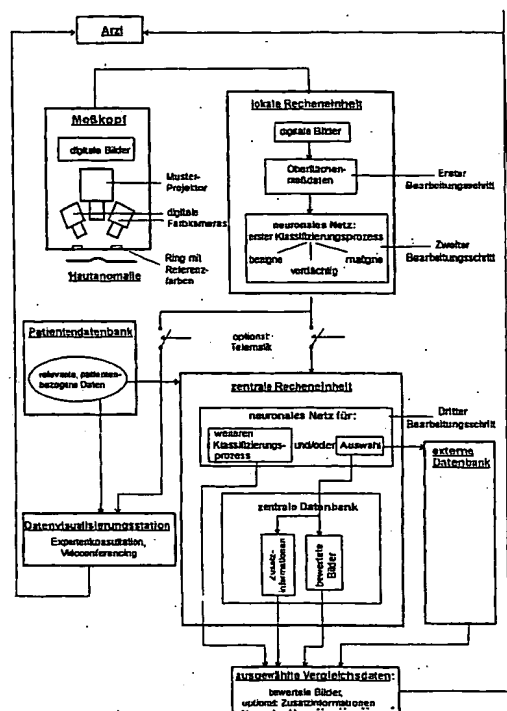 Arzt
Meßkopf
digitale Bilder
Muster-
Projektor
digitale
Farbkameras
Ring mit
Referenz-
farben
Hautanomalie
lokale Recheneinheit
digitale Bilder
Oberflächen-
meßdaten
Erster
Bearbeitungsschritt
neuronales Netz:
erster Klassifizierungsprozess
benigne
maligne
verdächtig
Zweiter
Bearbeitungsschritt
Patientendatenbank
relevante, patienten-
bezogene Daten
optional:
Telematik
zentrale Recheneinheit
neuronales Netz für:
weiteren
Klassifizierungs-
prozess
und/oder
Auswahl
Dritter
Bearbeitungsschritt
externe
Datenbank
zentrale Datenbank
Zusatz-
informationen
bewertete
Bilder
Datenvisualisierungsstation
Expertenkonsultation,
Videoconferencing
ausgewählte Vergleichsdaten:
bewertete Bilder,
optional: Zusatzinformationen